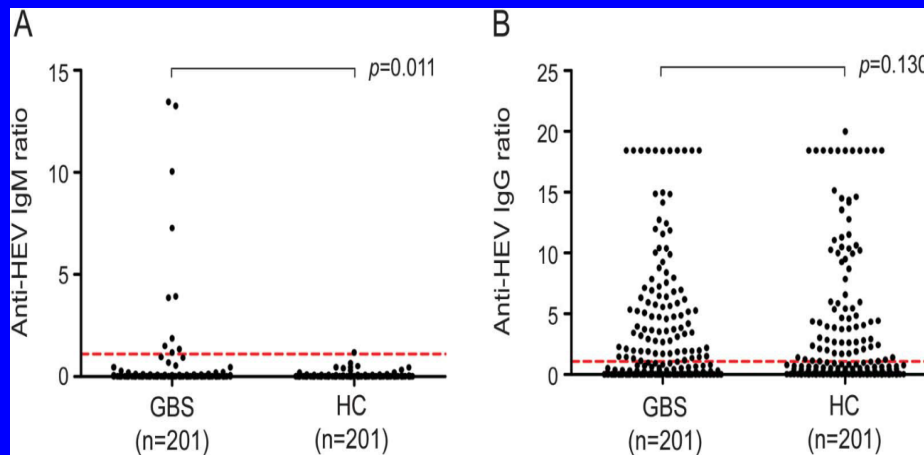 A
B
p=0.011
p=0.130
Anti-HEV IgM ratio
15
10
5
0
GBS
(n=201)
HC
(n=201)
Anti-HEV IgG ratio
25
20
15
10
5
0
GBS
(n=201)
HC
(n=201)